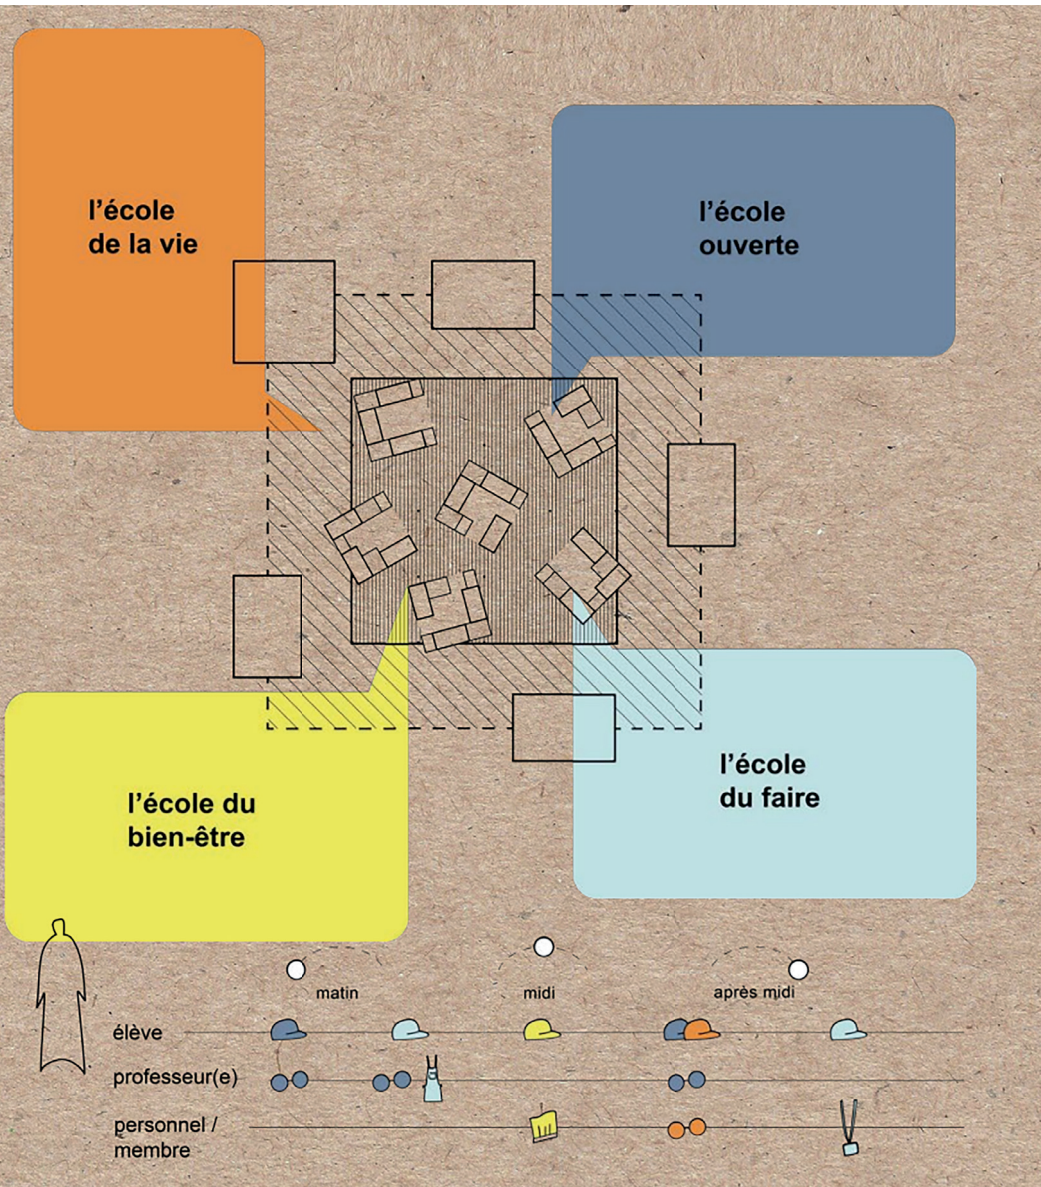 l'école
de la vie
l'école
ouverte
l'école du
bien-être
l'école
du faire
matin
midi
après midi
élève
professeur(e)
personnel /
membre